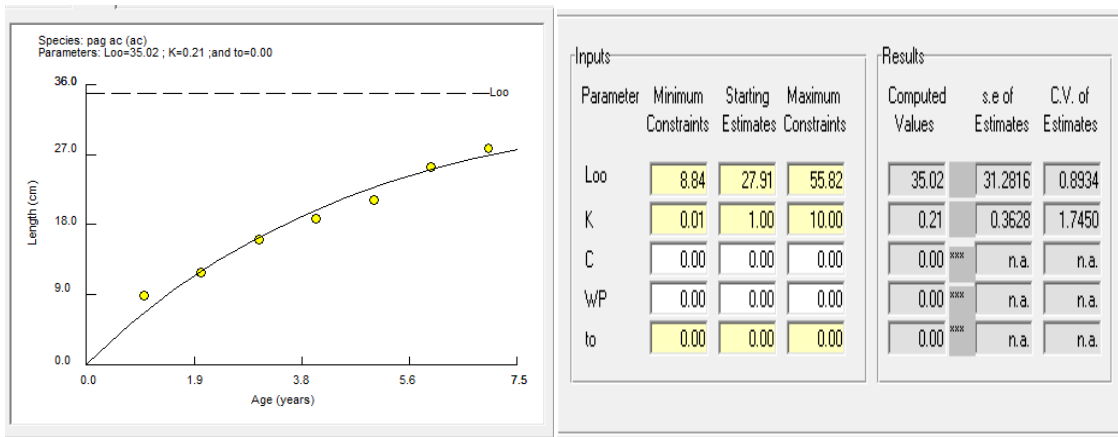 Species: pag ac (ac)
Parameters: Loo=35.02 ; K=0.21 ;and to=0.00
36.0
Loo
27.0
18.0
9.0
0.0
Length (cm)
0.0 1.9 3.8 5.6 7.5
Age (years)
Inputs
Parameter Minimum Constraints Starting Estimates Maximum Constraints
Loo 8.84 27.91 55.82
K 0.01 1.00 10.00
C 0.00 0.00 0.00
WP 0.00 0.00 0.00
to 0.00 0.00 0.00
Results
Computed Values s.e of Estimates C.V. of Estimates
35.02 31.2816 0.8934
0.21 0.3628 1.7450
0.00 *** n.a. n.a.
0.00 *** n.a. n.a.
0.00 *** n.a. n.a.